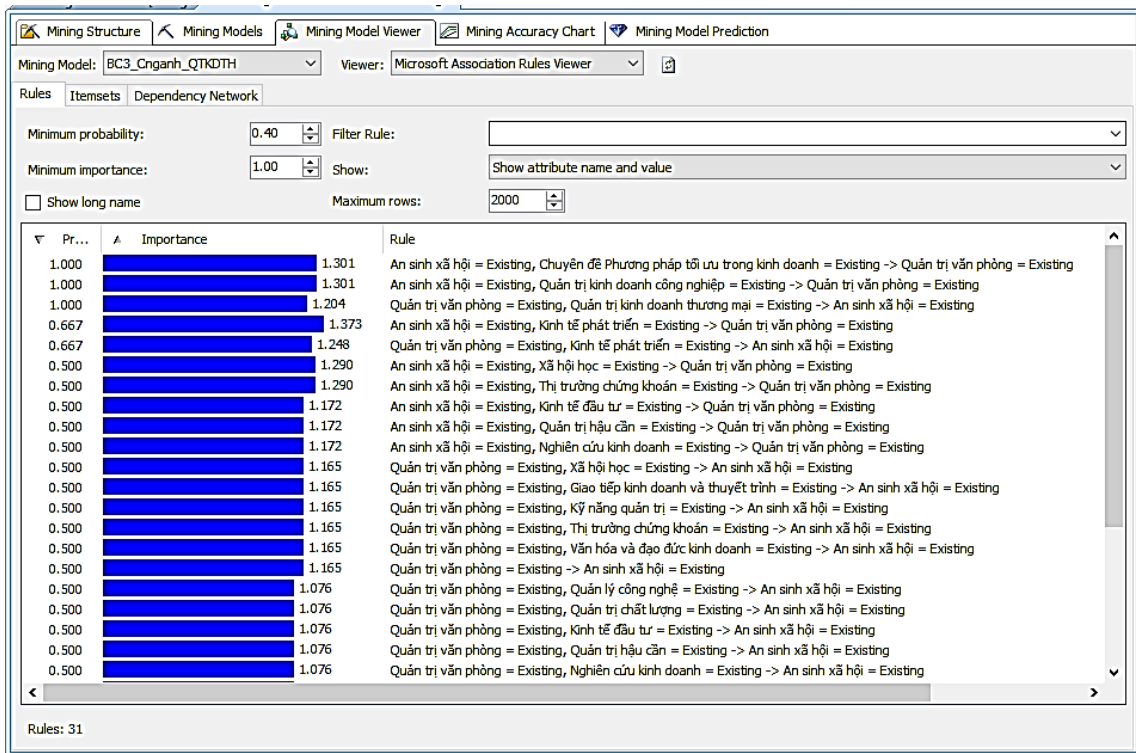 Mining Structure Mining Models Mining Model Viewer Mining Accuracy Chart Mining Model Prediction
Mining Model: BC3_Cnganh_QTKDTH Viewer: Microsoft Association Rules Viewer
Rules Itemsets Dependency Network
Minimum probability: 0.40 Filter Rule:
Minimum importance: 1.00 Show: Show attribute name and value
Show long name Maximum rows: 2000
Pr... Importance Rule
1.000 1.301 An sinh xã hội = Existing, Chuyên đề Phương pháp tối ưu trong kinh doanh = Existing -> Quản trị văn phòng = Existing
1.000 1.301 An sinh xã hội = Existing, Quản trị kinh doanh công nghiệp = Existing -> Quản trị văn phòng = Existing
1.000 1.204 Quản trị văn phòng = Existing, Quản trị kinh doanh thương mại = Existing -> An sinh xã hội = Existing
0.667 1.373 An sinh xã hội = Existing, Kinh tế phát triển = Existing -> Quản trị văn phòng = Existing
0.667 1.248 Quản trị văn phòng = Existing, Kinh tế phát triển = Existing -> An sinh xã hội = Existing
0.500 1.290 An sinh xã hội = Existing, Xã hội học = Existing -> Quản trị văn phòng = Existing
0.500 1.290 An sinh xã hội = Existing, Thị trường chứng khoán = Existing -> Quản trị văn phòng = Existing
0.500 1.172 An sinh xã hội = Existing, Kinh tế đầu tư = Existing -> Quản trị văn phòng = Existing
0.500 1.172 An sinh xã hội = Existing, Quản trị hậu cần = Existing -> Quản trị văn phòng = Existing
0.500 1.172 An sinh xã hội = Existing, Nghiên cứu kinh doanh = Existing -> Quản trị văn phòng = Existing
0.500 1.165 Quản trị văn phòng = Existing, Xã hội học = Existing -> An sinh xã hội = Existing
0.500 1.165 Quản trị văn phòng = Existing, Giao tiếp kinh doanh và thuyết trình = Existing -> An sinh xã hội = Existing
0.500 1.165 Quản trị văn phòng = Existing, Kỹ năng quản trị = Existing -> An sinh xã hội = Existing
0.500 1.165 Quản trị văn phòng = Existing, Thị trường chứng khoán = Existing -> An sinh xã hội = Existing
0.500 1.165 Quản trị văn phòng = Existing, Văn hóa và đạo đức kinh doanh = Existing -> An sinh xã hội = Existing
0.500 1.165 Quản trị văn phòng = Existing -> An sinh xã hội = Existing
0.500 1.076 Quản trị văn phòng = Existing, Quản lý công nghệ = Existing -> An sinh xã hội = Existing
0.500 1.076 Quản trị văn phòng = Existing, Quản trị chất lượng = Existing -> An sinh xã hội = Existing
0.500 1.076 Quản trị văn phòng = Existing, Kinh tế đầu tư = Existing -> An sinh xã hội = Existing
0.500 1.076 Quản trị văn phòng = Existing, Quản trị hậu cần = Existing -> An sinh xã hội = Existing
0.500 1.076 Quản trị văn phòng = Existing, Nghiên cứu kinh doanh = Existing -> An sinh xã hội = Existing
Rules: 31